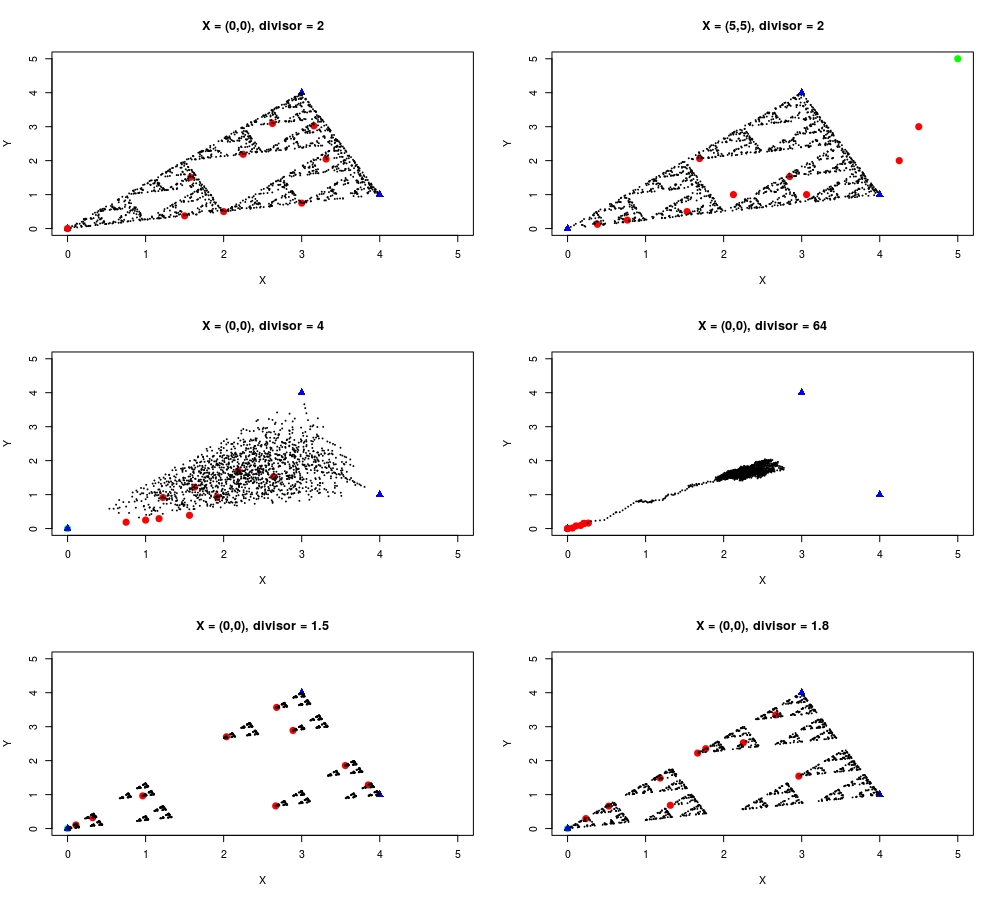 X = (0,0), divisor = 2
Y
5
4
3
2
1
0
0 1 2 3 4 5
X
X = (5,5), divisor = 2
Y
5
4
3
2
1
0
0 1 2 3 4 5
X
X = (0,0), divisor = 4
Y
5
4
3
2
1
0
0 1 2 3 4 5
X
X = (0,0), divisor = 64
Y
5
4
3
2
1
0
0 1 2 3 4 5
X
X = (0,0), divisor = 1.5
Y
5
4
3
2
1
0
0 1 2 3 4 5
X
X = (0,0), divisor = 1.8
Y
5
4
3
2
1
0
0 1 2 3 4 5
X